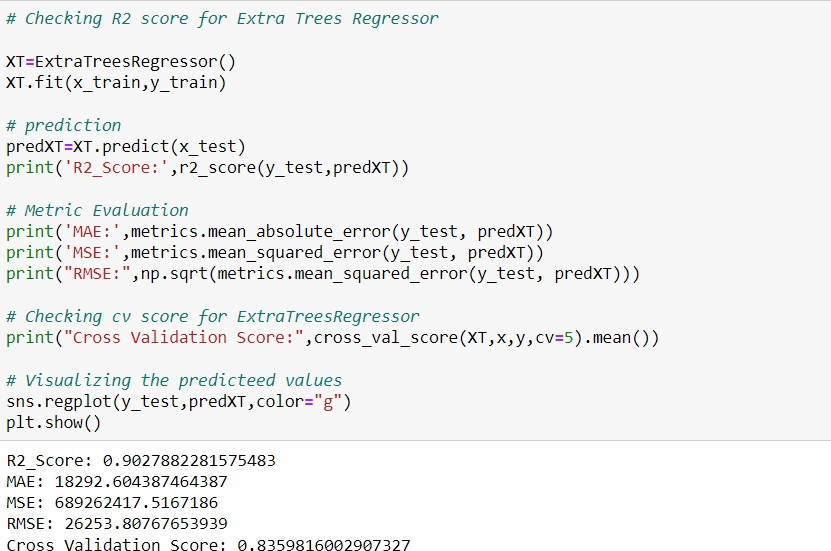 # Checking R2 score for Extra Trees Regressor
XT=ExtraTreesRegressor()
XT.fit(x_train,y_train)
# prediction
predXT=XT.predict(x_test)
print('R2_Score:',r2_score(y_test,predXT))
# Metric Evaluation
print('MAE:',metrics.mean_absolute_error(y_test, predXT))
print('MSE:',metrics.mean_squared_error(y_test, predXT))
print("RMSE:",np.sqrt(metrics.mean_squared_error(y_test, predXT)))
# Checking cv score for ExtraTreesRegressor
print("Cross Validation Score:",cross_val_score(XT,x,y,cv=5).mean())
# Visualizing the predicteed values
sns.regplot(y_test,predXT,color="g")
plt.show()
R2_Score: 0.9027882281575483
MAE: 18292.604387464387
MSE: 689262417.5167186
RMSE: 26253.80767653939
Cross Validation Score: 0.8359816002907327